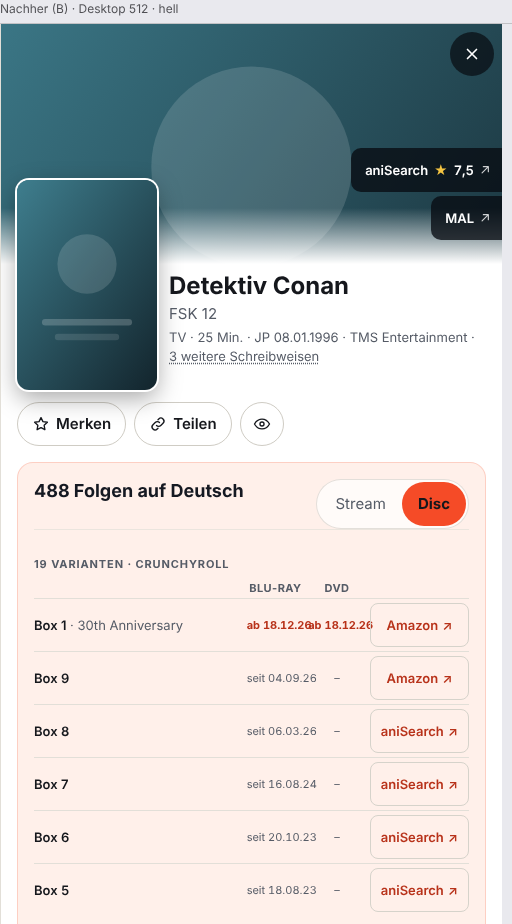 Nachher (B) · Desktop 512 · hell
aniSearch ★ 7,5 ↗
MAL ↗
Detektiv Conan
FSK 12
TV · 25 Min. · JP 08.01.1996 · TMS Entertainment ·
3 weitere Schreibweisen
Merken Teilen
488 Folgen auf Deutsch Stream Disc
19 VARIANTEN · CRUNCHYROLL
BLU-RAY DVD
Box 1 · 30th Anniversary ab 18.12.26 ab 18.12.26 Amazon ↗
Box 9 seit 04.09.26 – Amazon ↗
Box 8 seit 06.03.26 – aniSearch ↗
Box 7 seit 16.08.24 – aniSearch ↗
Box 6 seit 20.10.23 – aniSearch ↗
Box 5 seit 18.08.23 – aniSearch ↗